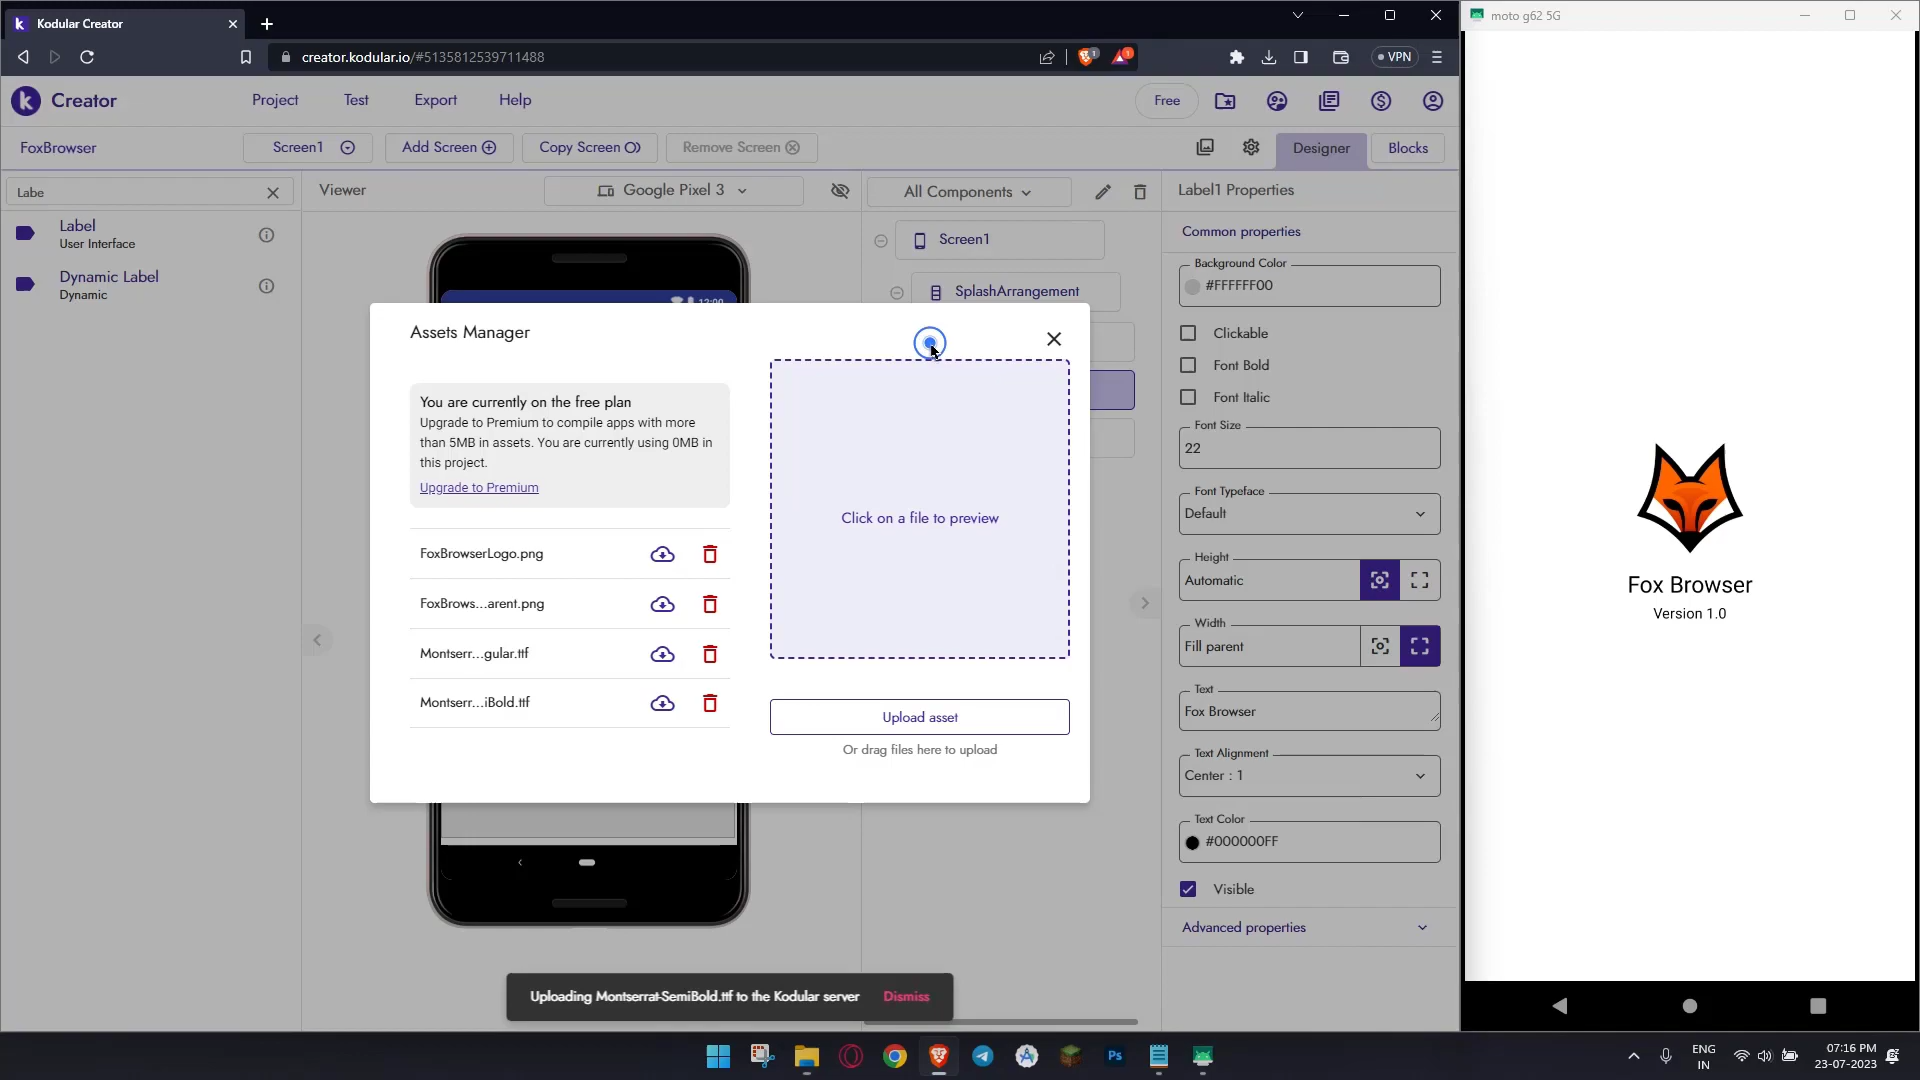 Kodular Creator
moto g62 5G
creator.kodular.io/#5135812539711488
1
1
VPN
Creator
Project
Test
Export
Help
Free
FoxBrowser
Screen1
Add Screen
Copy Screen
Remove Screen
Designer
Blocks
Labe
Viewer
Google Pixel 3
All Components
Label1 Properties
Label
User Interface
Dynamic Label
Dynamic
12:00
Screen1
SplashArrangement
Common properties
Background Color
#FFFFFF00
Clickable
Font Bold
Font Italic
Font Size
22
Font Typeface
Default
Height
Automatic
Width
Fill parent
Text
Fox Browser
Text Alignment
Center : 1
Text Color
#000000FF
Visible
Advanced properties
Assets Manager
You are currently on the free plan
Upgrade to Premium to compile apps with more
than 5MB in assets. You are currently using 0MB in
this project.
Upgrade to Premium
FoxBrowserLogo.png
FoxBrows...arent.png
Montserr...gular.ttf
Montserr...iBold.ttf
Click on a file to preview
Upload asset
Or drag files here to upload
Uploading Montserrat-SemiBold.ttf to the Kodular server
Dismiss
Fox Browser
Version 1.0
Ps
ENG
IN
07:16 PM
23-07-2023